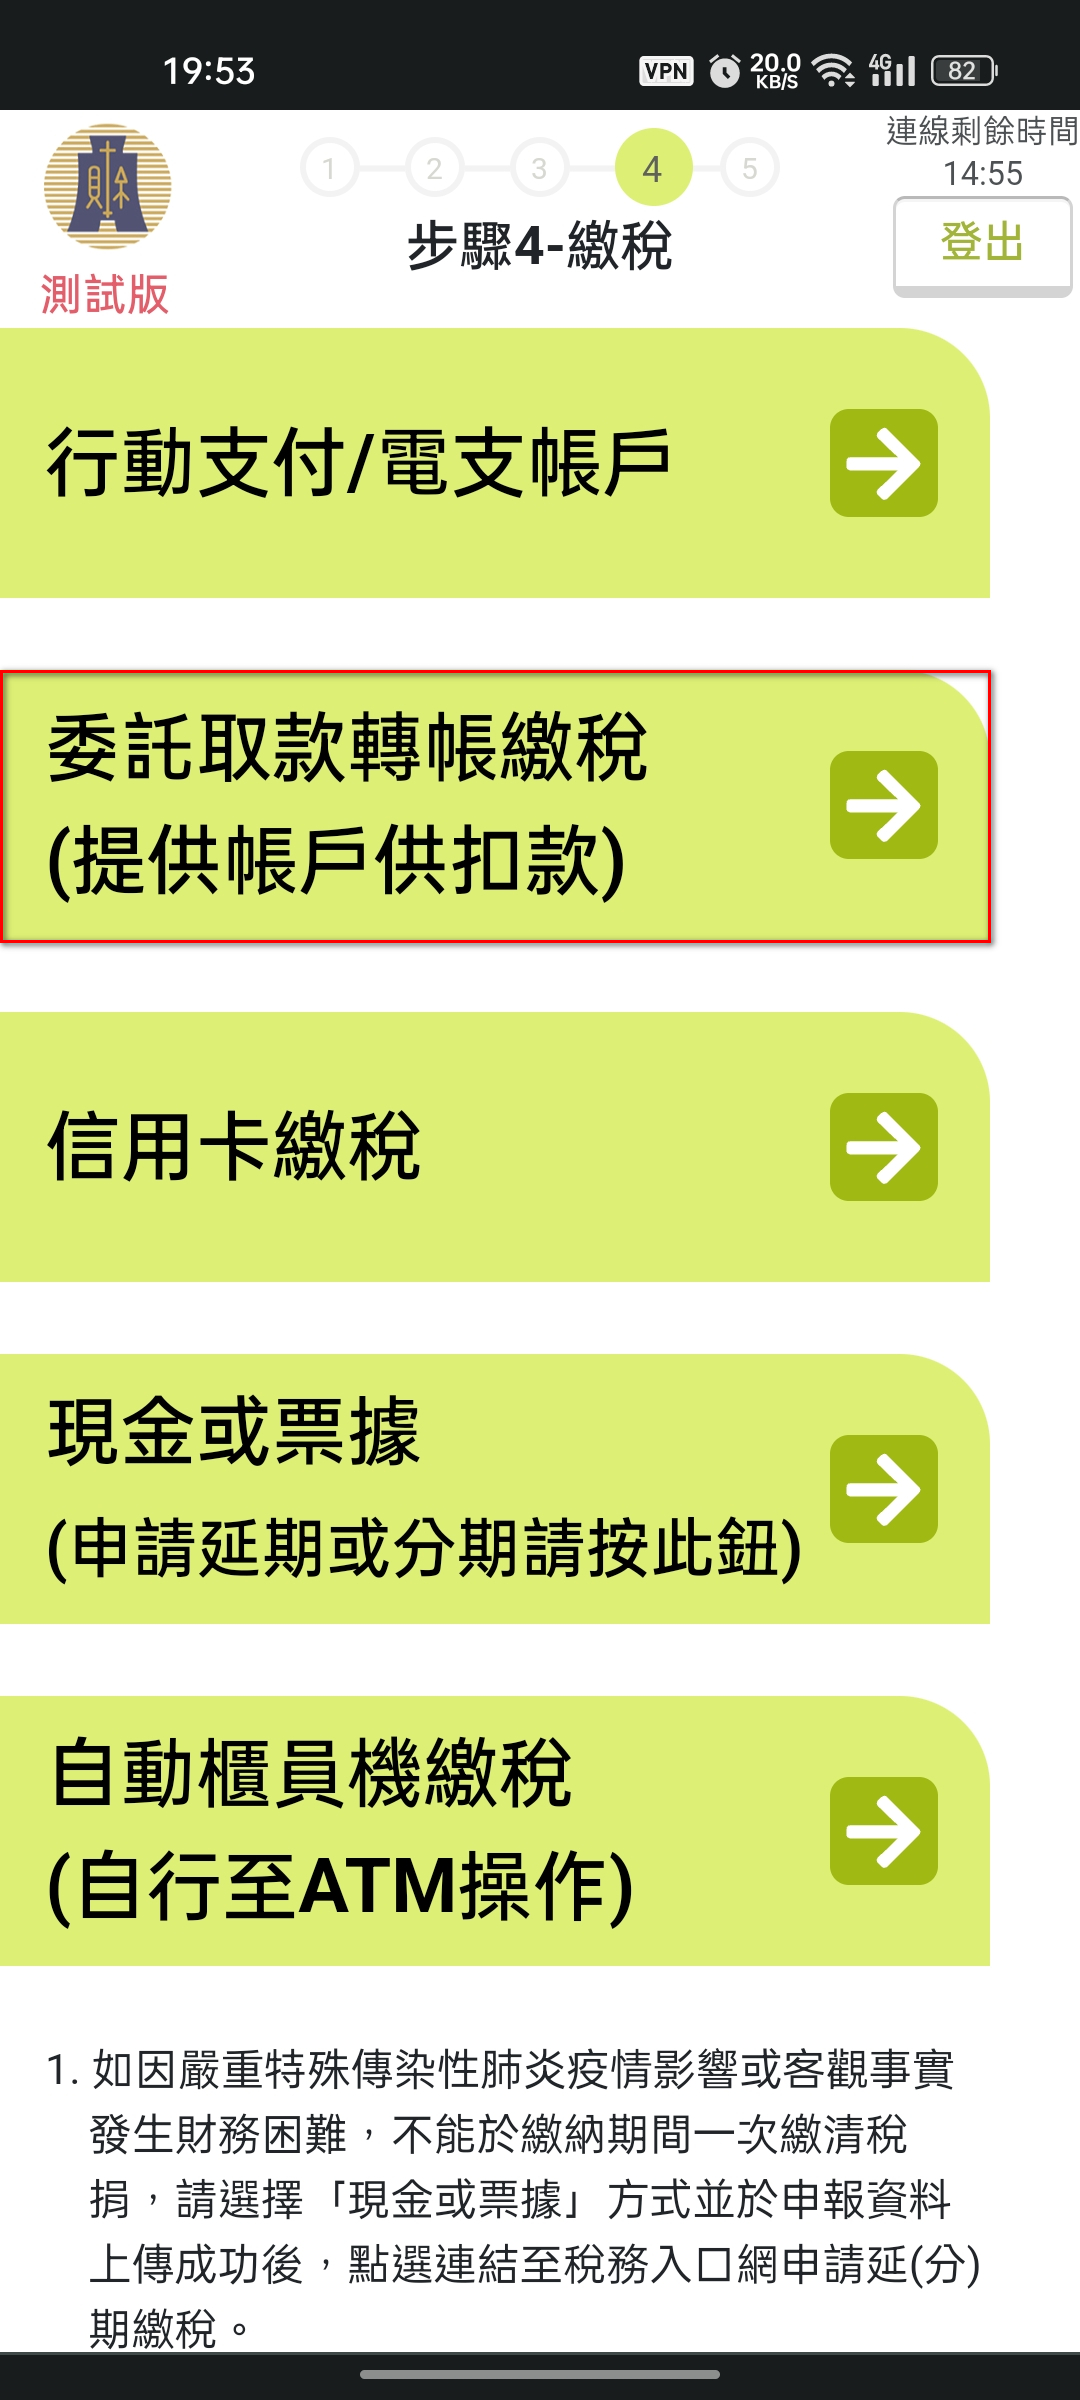 19:53
VPN 20.0 KB/S 4G 82
1 2 3 4 5
連線剩餘時間
14:55
步驟4-繳稅
登出
測試版
行動支付/電支帳戶
委託取款轉帳繳稅
(提供帳戶供扣款)
信用卡繳稅
現金或票據
(申請延期或分期請按此鈕)
自動櫃員機繳稅
(自行至ATM操作)
1. 如因嚴重特殊傳染性肺炎疫情影響或客觀事實
發生財務困難，不能於繳納期間一次繳清稅
捐，請選擇「現金或票據」方式並於申報資料
上傳成功後，點選連結至稅務入口網申請延(分)
期繳稅。